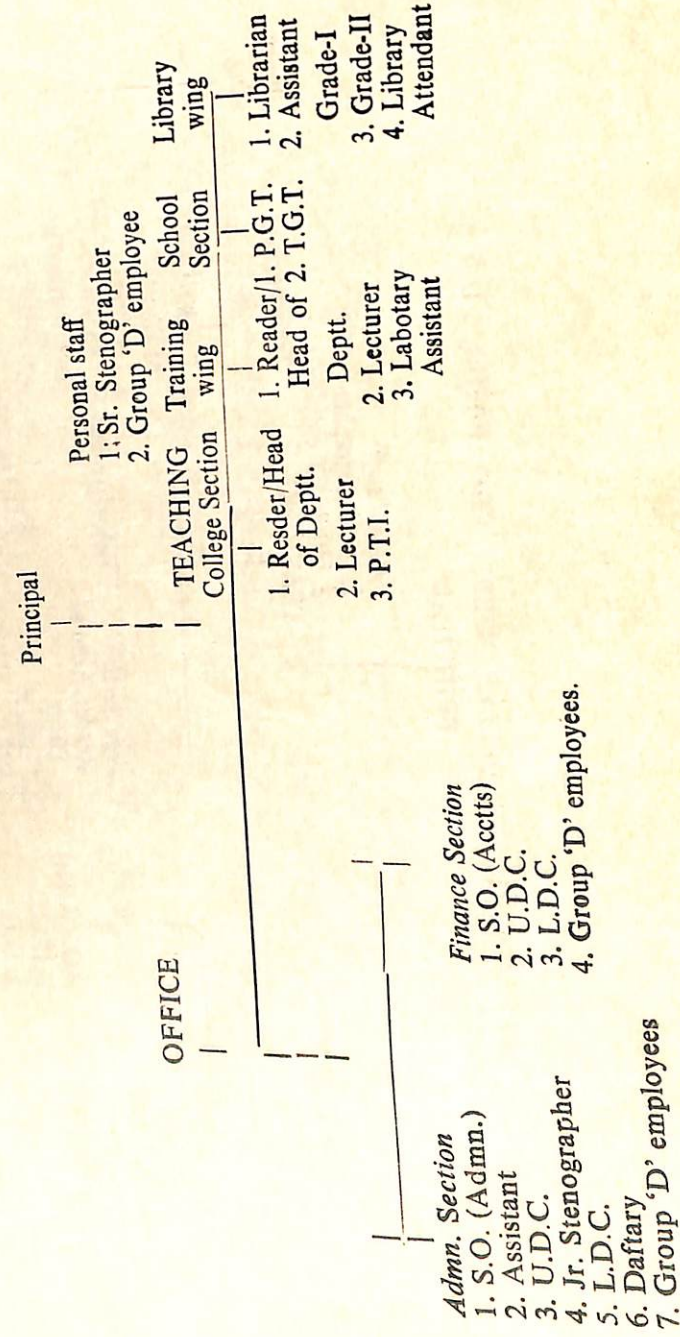 Principal
Personal staff
1. Sr. Stenographer
2. Group 'D' employee
OFFICE
TEACHING
College Section
Training
wing
School
Section
Library
wing
1. Resder/Head
of Deptt.
2. Lecturer
3. P.T.I.
1. Reader/
Head of
Deptt.
2. Lecturer
3. Labotary
Assistant
1. P.G.T.
2. T.G.T.
1. Librarian
2. Assistant
Grade-I
3. Grade-II
4. Library
Attendant
Admn. Section
1. S.O. (Admn.)
2. Assistant
3. U.D.C.
4. Jr. Stenographer
5. L.D.C.
6. Daftary
7. Group 'D' employees
Finance Section
1. S.O. (Acctts)
2. U.D.C.
3. L.D.C.
4. Group 'D' employees.